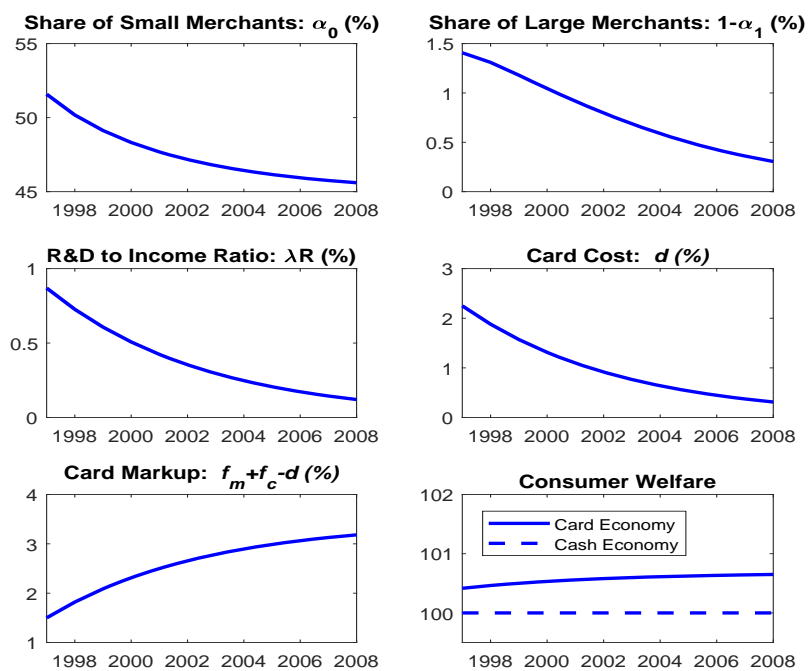 Share of Small Merchants: α0 (%)
55
50
45
1998 2000 2002 2004 2006 2008
Share of Large Merchants: 1-α1 (%)
1.5
1
0.5
0
1998 2000 2002 2004 2006 2008
R&D to Income Ratio: λR (%)
1
0.5
0
1998 2000 2002 2004 2006 2008
Card Cost: d (%)
3
2
1
0
1998 2000 2002 2004 2006 2008
Card Markup: fm+fc-d (%)
4
3
2
1
1998 2000 2002 2004 2006 2008
Consumer Welfare
102
101
100
Card Economy
Cash Economy
1998 2000 2002 2004 2006 2008